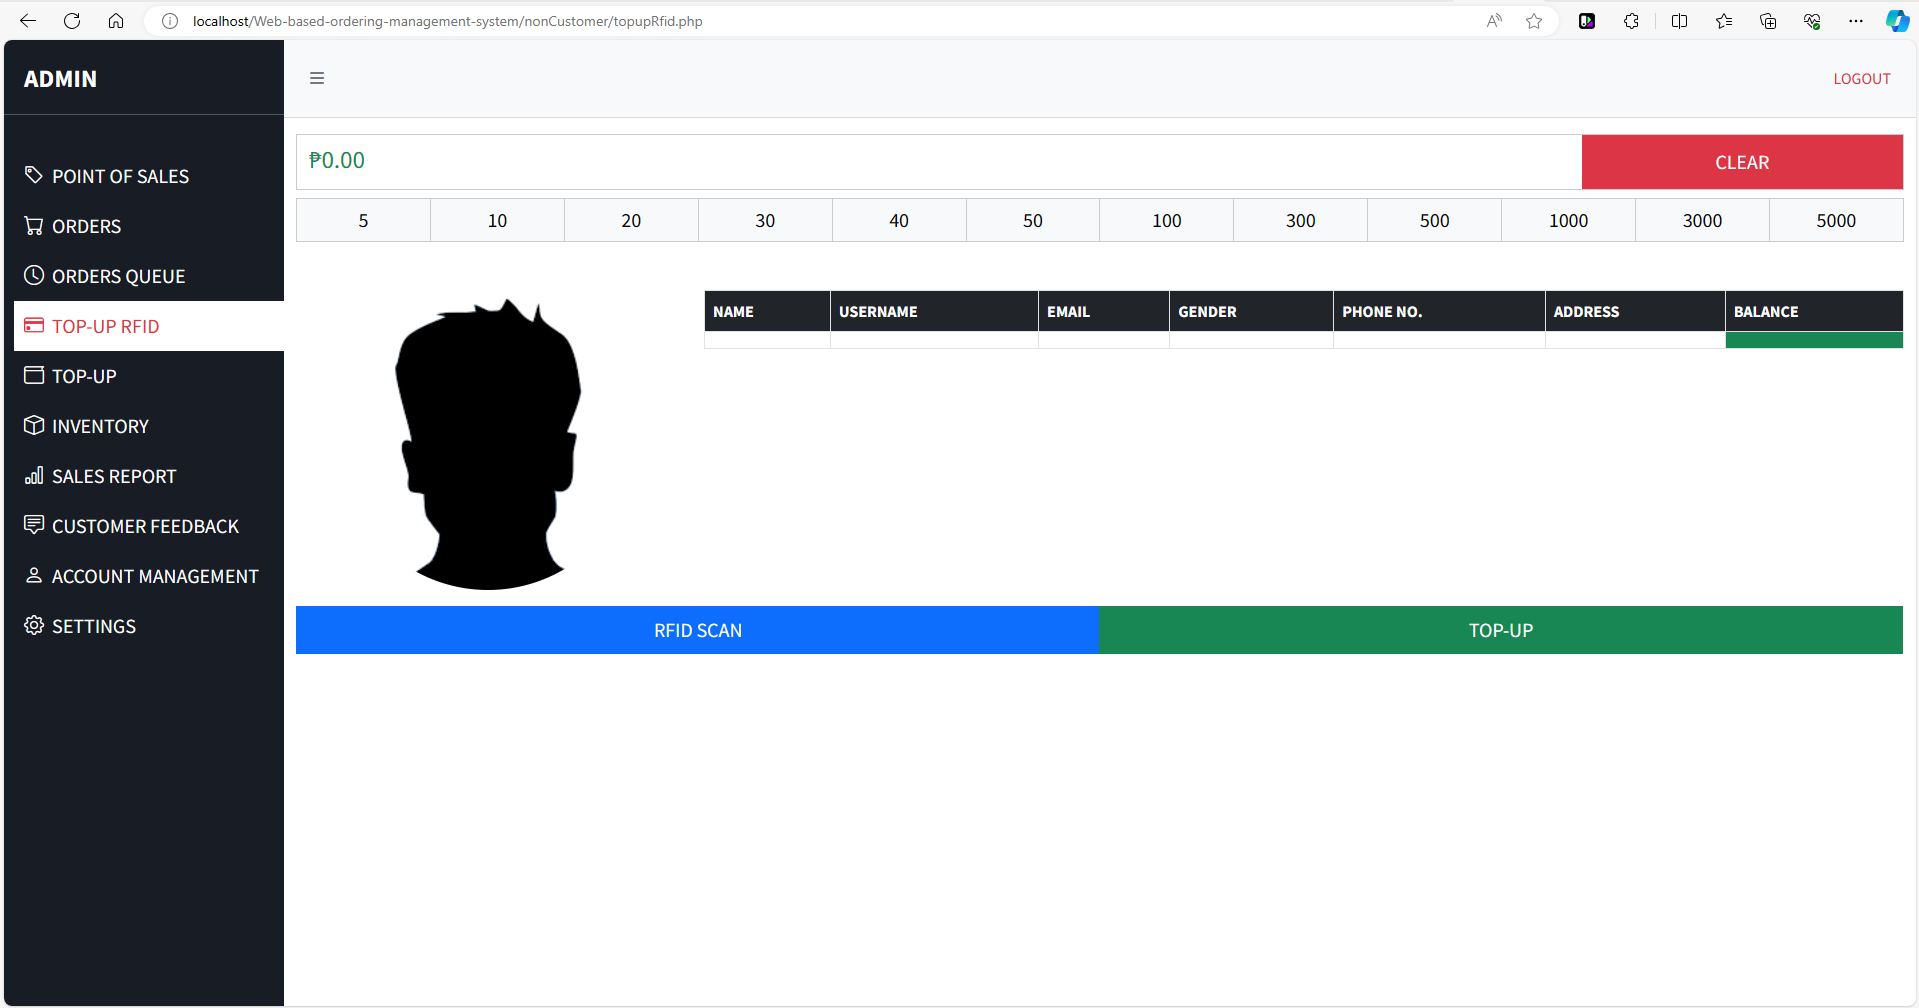 localhost/Web-based-ordering-management-system/nonCustomer/topupRfid.php
ADMIN
LOGOUT
POINT OF SALES
ORDERS
ORDERS QUEUE
TOP-UP RFID
TOP-UP
INVENTORY
SALES REPORT
CUSTOMER FEEDBACK
ACCOUNT MANAGEMENT
SETTINGS
₱0.00 CLEAR
5 10 20 30 40 50 100 300 500 1000 3000 5000
NAME USERNAME EMAIL GENDER PHONE NO. ADDRESS BALANCE
RFID SCAN TOP-UP